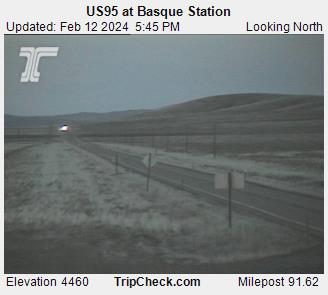 US95 at Basque Station
Updated: Feb 12 2024 5:45 PM Looking North
Elevation 4460 TripCheck.com Milepost 91.62